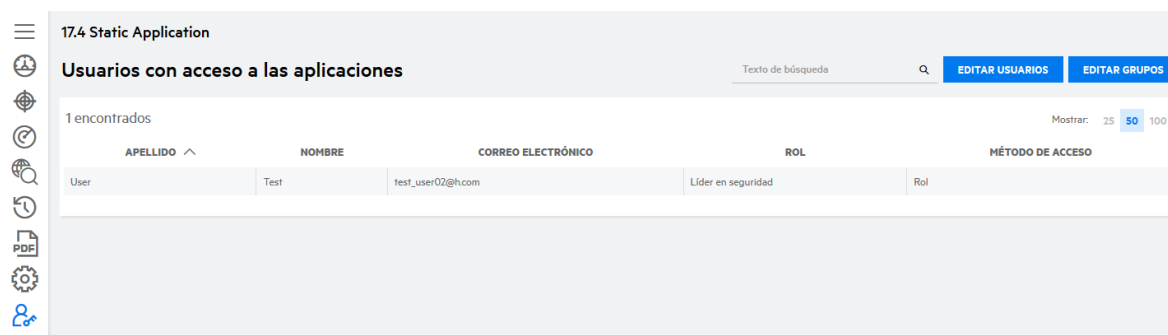 17.4 Static Application
Usuarios con acceso a las aplicaciones
Texto de búsqueda
EDITAR USUARIOS
EDITAR GRUPOS
1 encontrados
Mostrar: 25 50 100
APELLIDO NOMBRE CORREO ELECTRÓNICO ROL MÉTODO DE ACCESO
User Test test_user02@h.com Líder en seguridad Rol
PDF